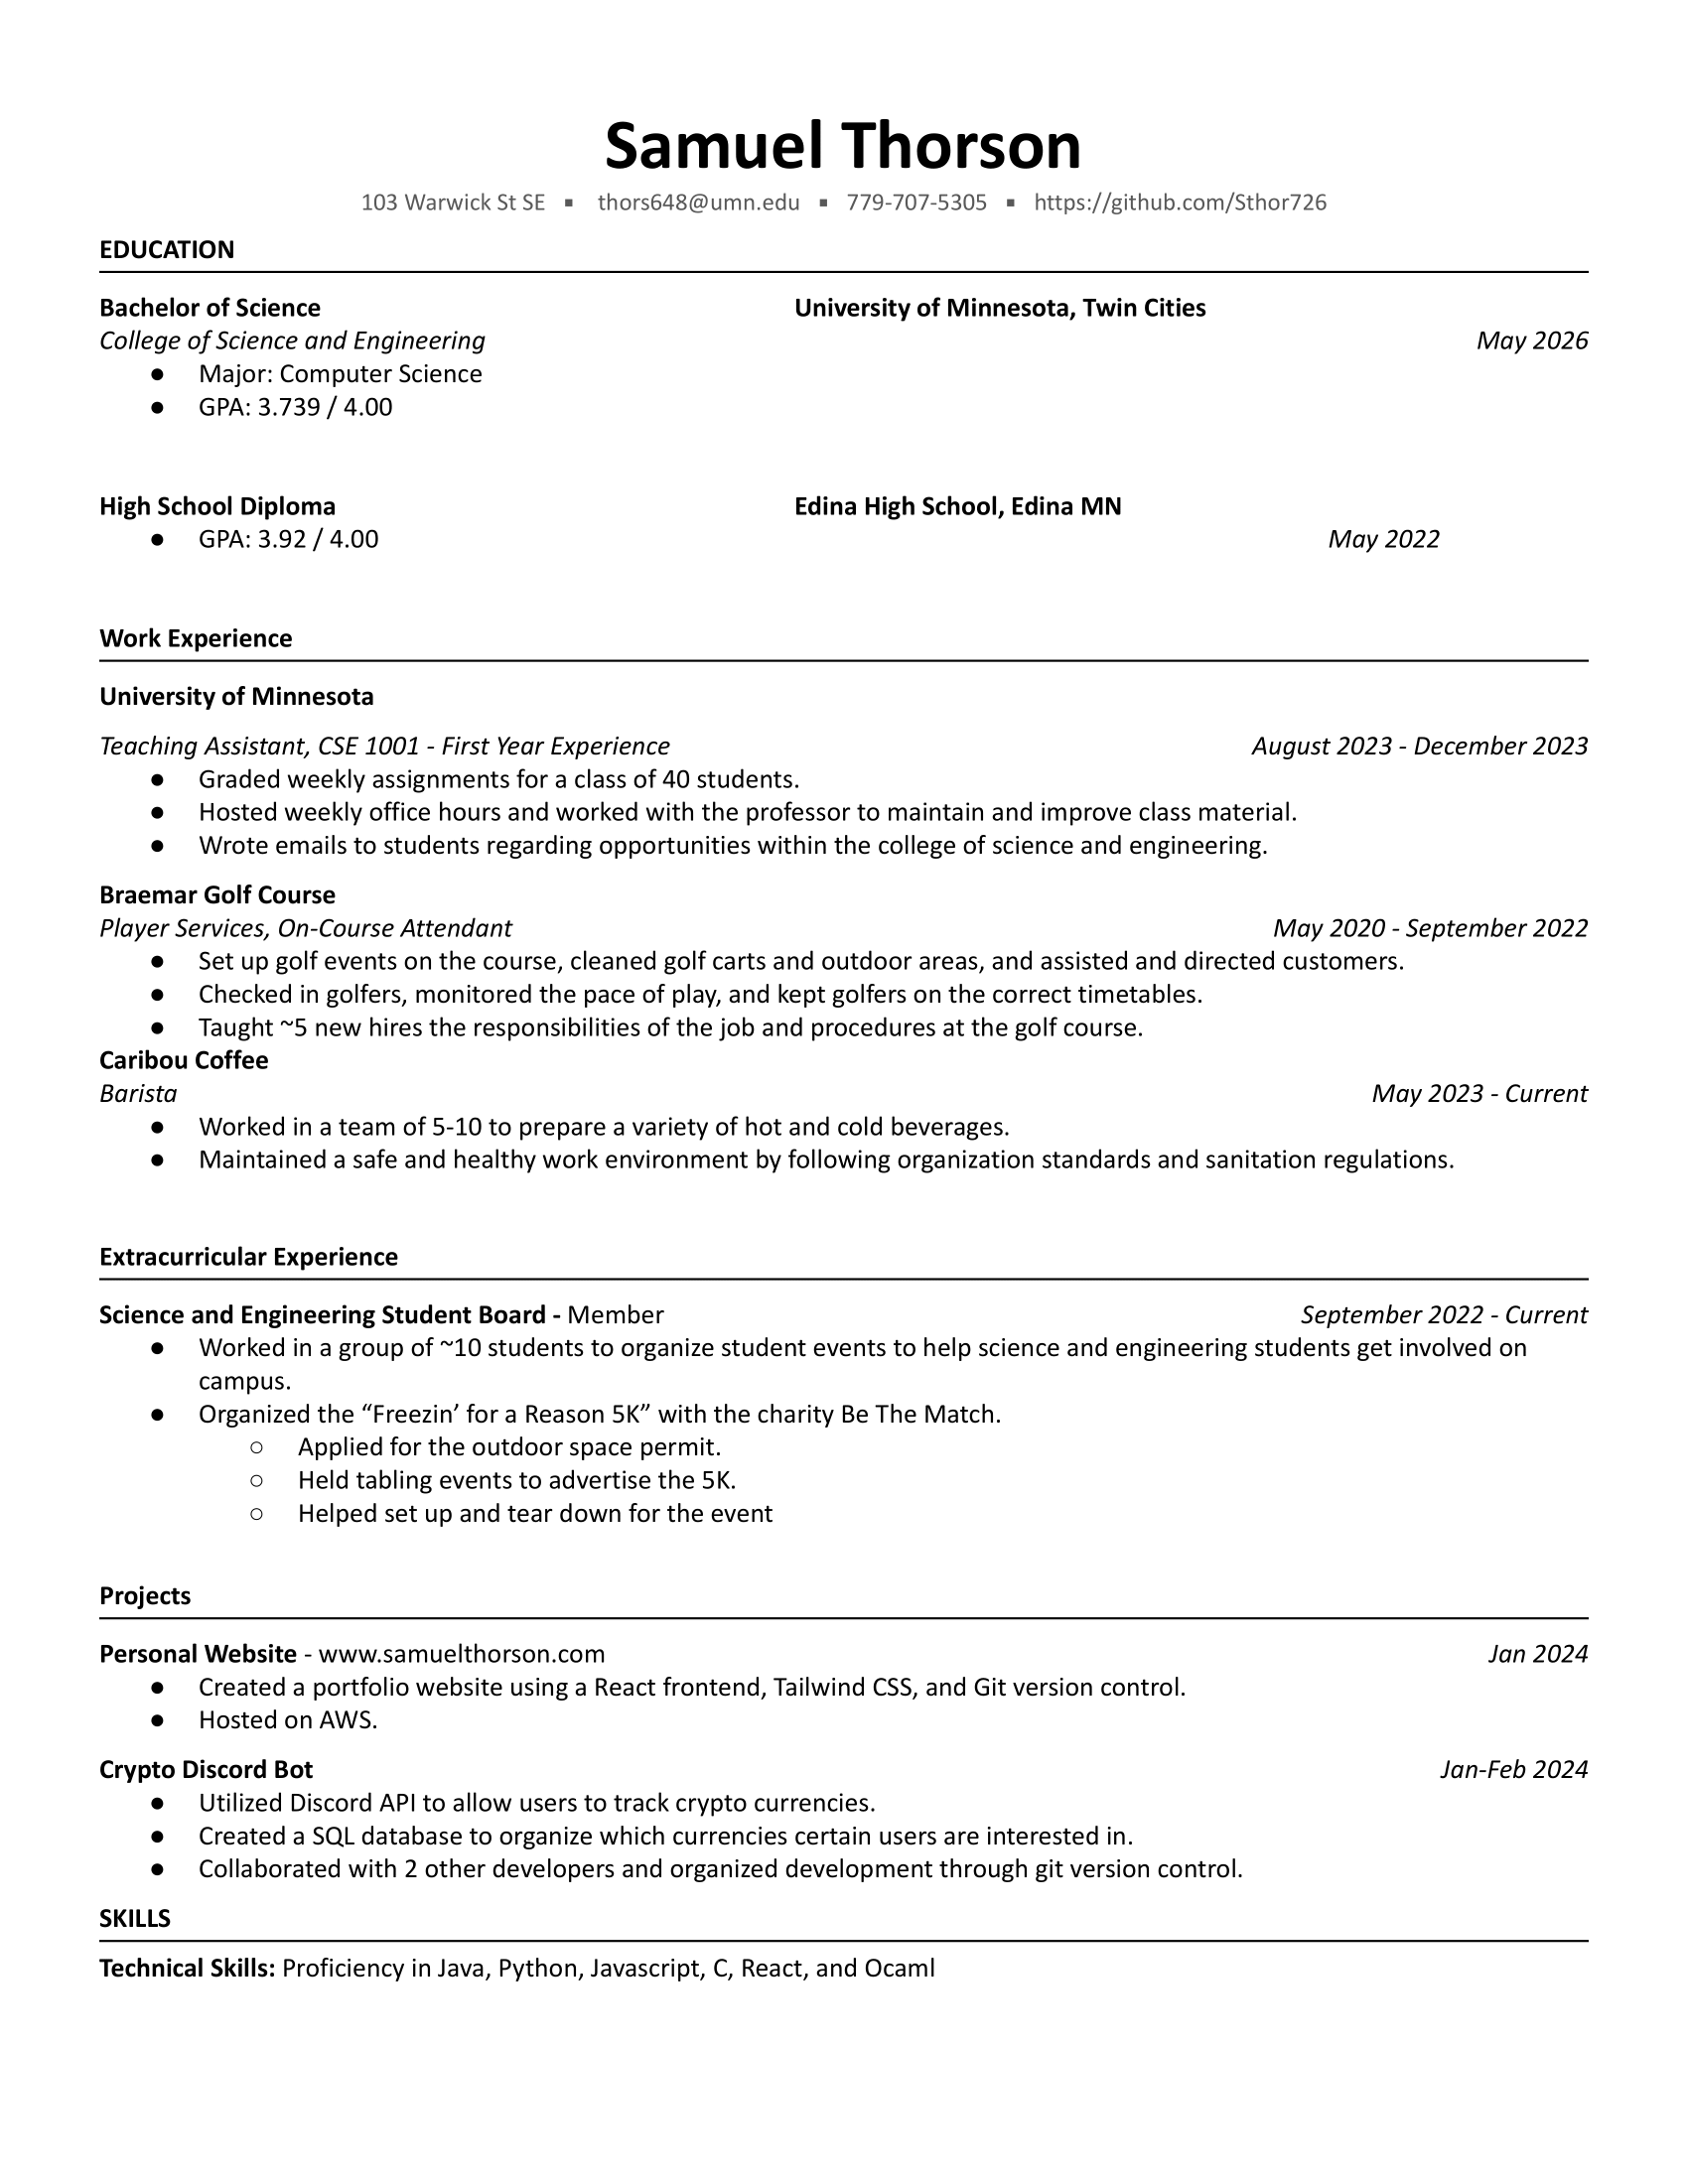 Samuel Thorson
103 Warwick St SE ▪ thors648@umn.edu ▪ 779-707-5305 ▪ https://github.com/Sthor726
EDUCATION
Bachelor of Science University of Minnesota, Twin Cities
College of Science and Engineering May 2026
● Major: Computer Science
● GPA: 3.739 / 4.00
High School Diploma Edina High School, Edina MN
● GPA: 3.92 / 4.00 May 2022
Work Experience
University of Minnesota
Teaching Assistant, CSE 1001 - First Year Experience August 2023 - December 2023
● Graded weekly assignments for a class of 40 students.
● Hosted weekly office hours and worked with the professor to maintain and improve class material.
● Wrote emails to students regarding opportunities within the college of science and engineering.
Braemar Golf Course
Player Services, On-Course Attendant May 2020 - September 2022
● Set up golf events on the course, cleaned golf carts and outdoor areas, and assisted and directed customers.
● Checked in golfers, monitored the pace of play, and kept golfers on the correct timetables.
● Taught ~5 new hires the responsibilities of the job and procedures at the golf course.
Caribou Coffee
Barista May 2023 - Current
● Worked in a team of 5-10 to prepare a variety of hot and cold beverages.
● Maintained a safe and healthy work environment by following organization standards and sanitation regulations.
Extracurricular Experience
Science and Engineering Student Board - Member September 2022 - Current
● Worked in a group of ~10 students to organize student events to help science and engineering students get involved on
campus.
● Organized the “Freezin’ for a Reason 5K” with the charity Be The Match.
○ Applied for the outdoor space permit.
○ Held tabling events to advertise the 5K.
○ Helped set up and tear down for the event
Projects
Personal Website - www.samuelthorson.com Jan 2024
● Created a portfolio website using a React frontend, Tailwind CSS, and Git version control.
● Hosted on AWS.
Crypto Discord Bot Jan-Feb 2024
● Utilized Discord API to allow users to track crypto currencies.
● Created a SQL database to organize which currencies certain users are interested in.
● Collaborated with 2 other developers and organized development through git version control.
SKILLS
Technical Skills: Proficiency in Java, Python, Javascript, C, React, and Ocaml